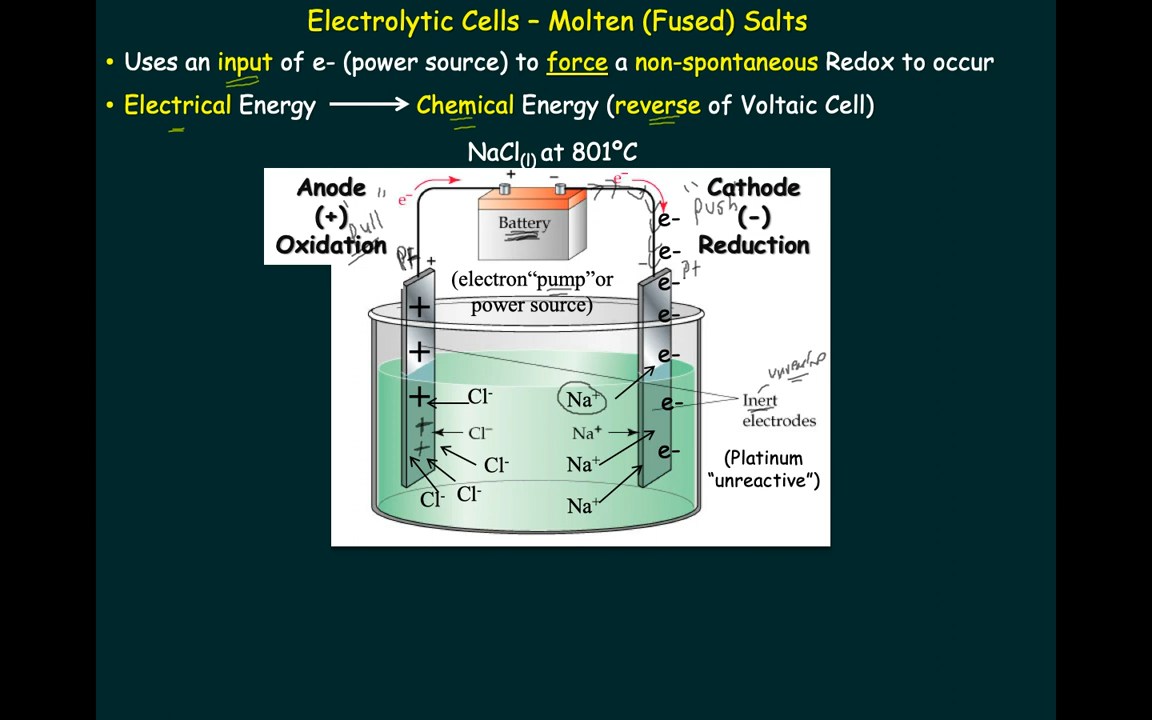 Electrolytic Cells – Molten (Fused) Salts
• Uses an input of e- (power source) to force a non-spontaneous Redox to occur
• Electrical Energy ⟶ Chemical Energy (reverse of Voltaic Cell)
NaCl(l) at 801ºC
Anode
(+)
Oxidation
"pull"
e⁻
+ −
Battery
e⁻
Cathode
(−)
Reduction
"push"
Pt +
− Pt
(electron "pump" or
power source)
+
+
+
+
+
e-
e-
e-
e-
e-
e-
e-
Cl-
Cl⁻
Cl-
Cl-
Cl-
Na⁺
Na⁺
Na⁺
Na⁺
Inert
electrodes
(Platinum
"unreactive")